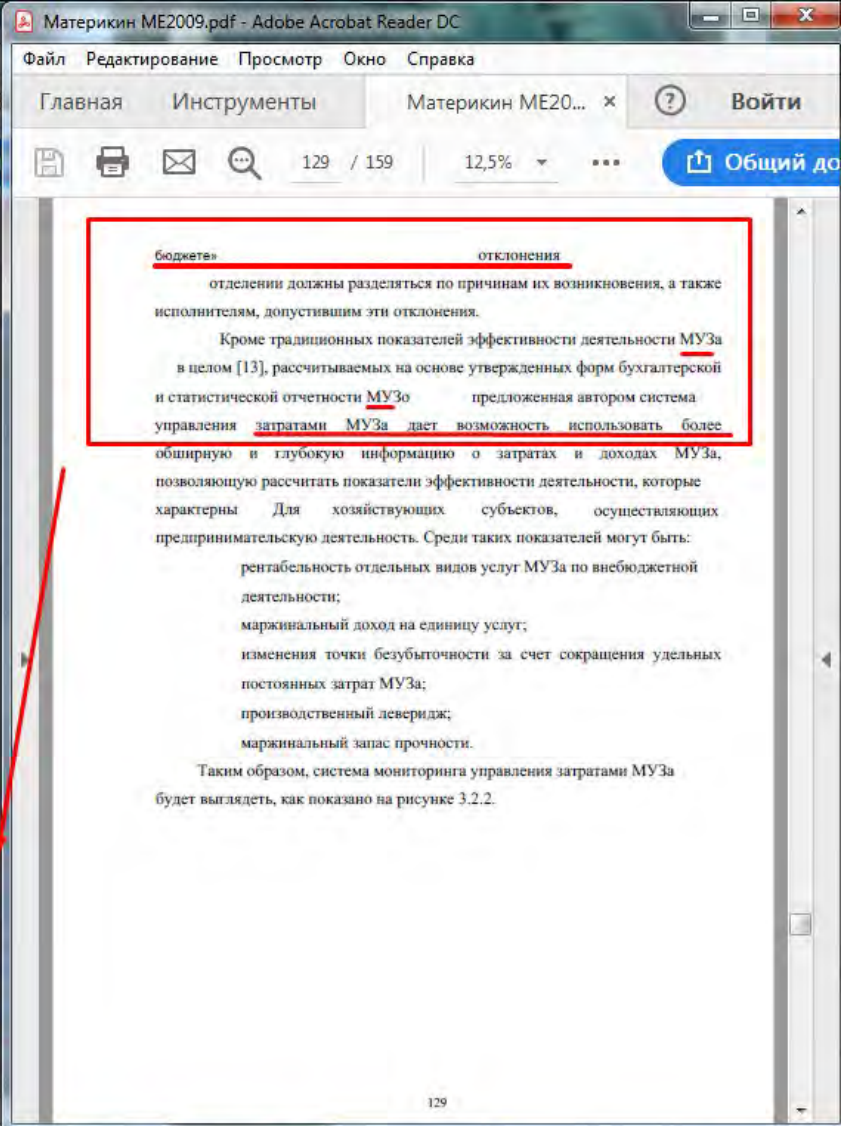 Материкин МЕ2009.pdf - Adobe Acrobat Reader DC
Файл Редактирование Просмотр Окно Справка
Главная Инструменты Материкин МЕ20... × ? Войти
129 / 159 12,5% ••• Общий до
бюджете» отклонения
отделении должны разделяться по причинам их возникновения, а также
исполнителям, допустившим эти отклонения.
Кроме традиционных показателей эффективности деятельности МУЗа
в целом [13], рассчитываемых на основе утвержденных форм бухгалтерской
и статистической отчетности МУЗо предложенная автором система
управления затратами МУЗа дает возможность использовать более
обширную и глубокую информацию о затратах и доходах МУЗа,
позволяющую рассчитать показатели эффективности деятельности, которые
характерны Для хозяйствующих субъектов, осуществляющих
предпринимательскую деятельность. Среди таких показателей могут быть:
рентабельность отдельных видов услуг МУЗа по внебюджетной
деятельности;
маржинальный доход на единицу услуг;
изменения точки безубыточности за счет сокращения удельных
постоянных затрат МУЗа;
производственный леверидж;
маржинальный запас прочности.
Таким образом, система мониторинга управления затратами МУЗа
будет выглядеть, как показано на рисунке 3.2.2.
129